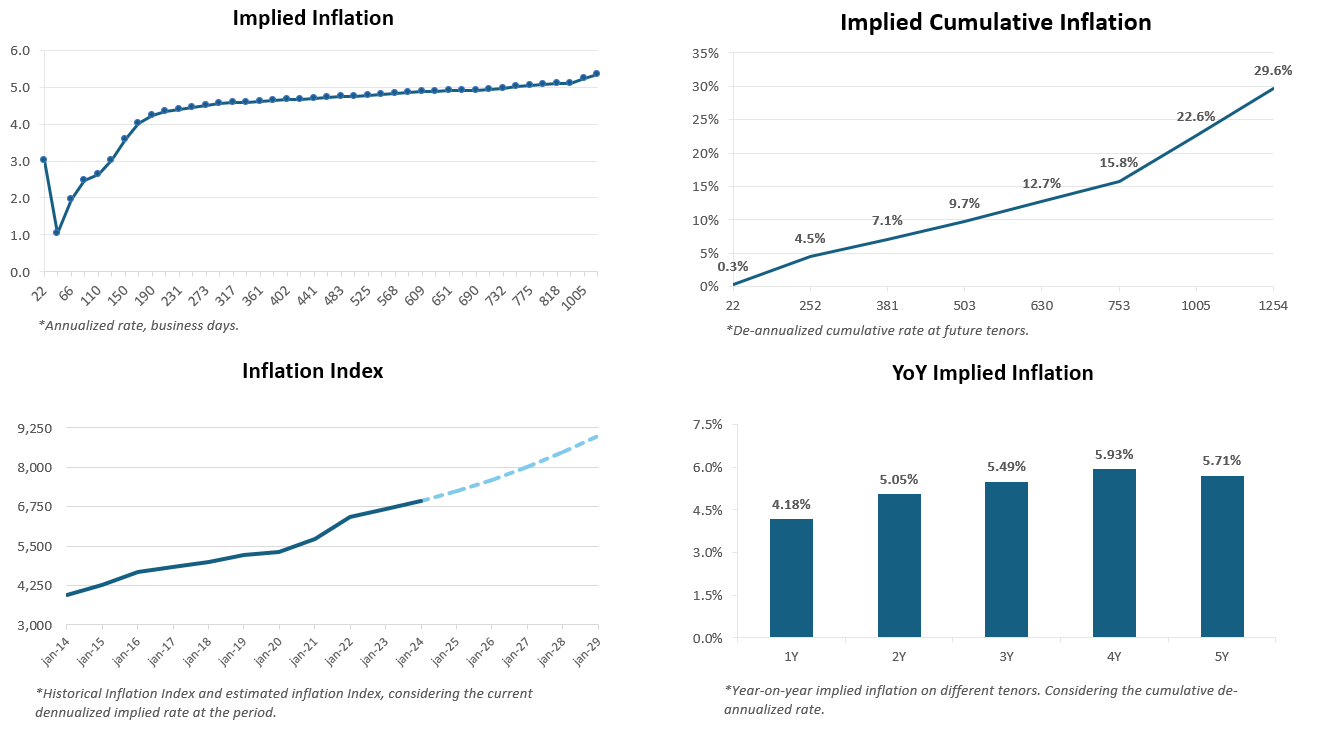 Implied Inflation
6.0
5.0
4.0
3.0
2.0
1.0
0.0
22 66 110 150 190 231 273 317 361 402 441 483 525 568 609 651 690 732 775 818 1005
*Annualized rate, business days.
Implied Cumulative Inflation
35%
30%
25%
20%
15%
10%
5%
0%
0.3% 4.5% 7.1% 9.7% 12.7% 15.8% 22.6% 29.6%
22 252 381 503 630 753 1005 1254
*De-annualized cumulative rate at future tenors.
Inflation Index
9,250
8,000
6,750
5,500
4,250
3,000
jan-14 jan-15 jan-16 jan-17 jan-18 jan-19 jan-20 jan-21 jan-22 jan-23 jan-24 jan-25 jan-26 jan-27 jan-28 jan-29
*Historical Inflation Index and estimated inflation Index, considering the current
dennualized implied rate at the period.
YoY Implied Inflation
7.5%
6.0%
4.5%
3.0%
1.5%
0.0%
4.18% 5.05% 5.49% 5.93% 5.71%
1Y 2Y 3Y 4Y 5Y
*Year-on-year implied inflation on different tenors. Considering the cumulative de-
annualized rate.